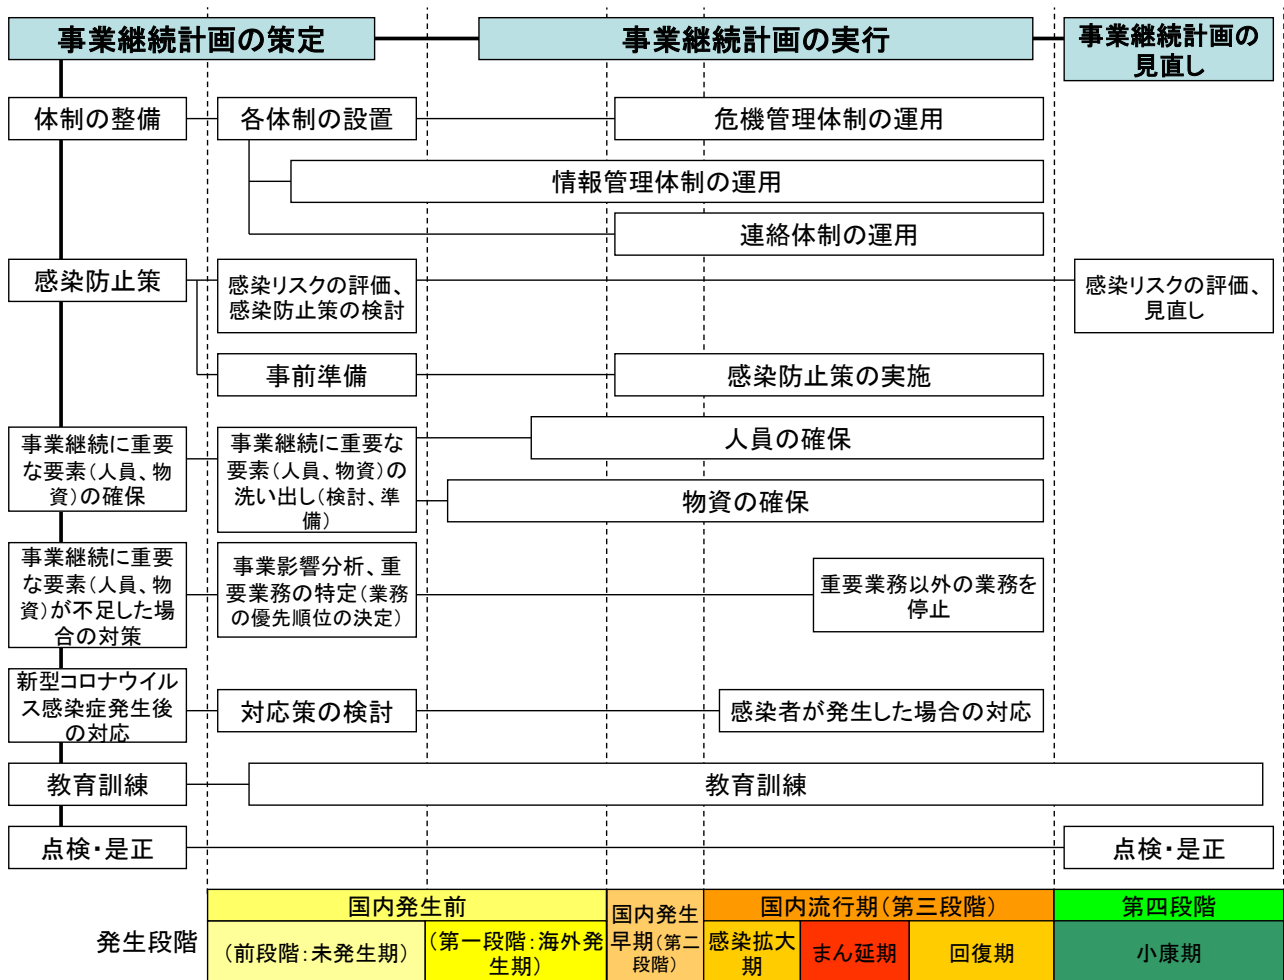 事業継続計画の策定
事業継続計画の実行
事業継続計画の
見直し
体制の整備
各体制の設置
危機管理体制の運用
情報管理体制の運用
連絡体制の運用
感染防止策
感染リスクの評価、
感染防止策の検討
感染リスクの評価、
見直し
事前準備
感染防止策の実施
事業継続に重要
な要素(人員、物
資)の確保
事業継続に重要な
要素(人員、物資)の
洗い出し(検討、準
備)
人員の確保
物資の確保
事業継続に重要
な要素(人員、物
資)が不足した場
合の対策
事業影響分析、重
要業務の特定(業務
の優先順位の決定)
重要業務以外の業務を
停止
新型コロナウイル
ス感染症発生後
の対応
対応策の検討
感染者が発生した場合の対応
教育訓練
教育訓練
点検・是正
点検・是正
発生段階
国内発生前
(前段階:未発生期)
(第一段階:海外発
生期)
国内発生
早期(第二
段階)
国内流行期(第三段階)
感染拡大
期
まん延期
回復期
第四段階
小康期